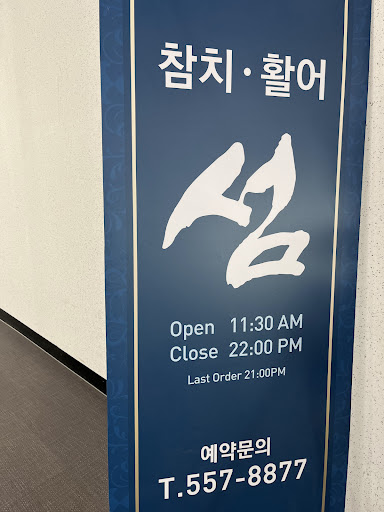 참치·활어
섬
Open 11:30 AM
Close 22:00 PM
Last Order 21:00PM
예약문의
T.557-8877